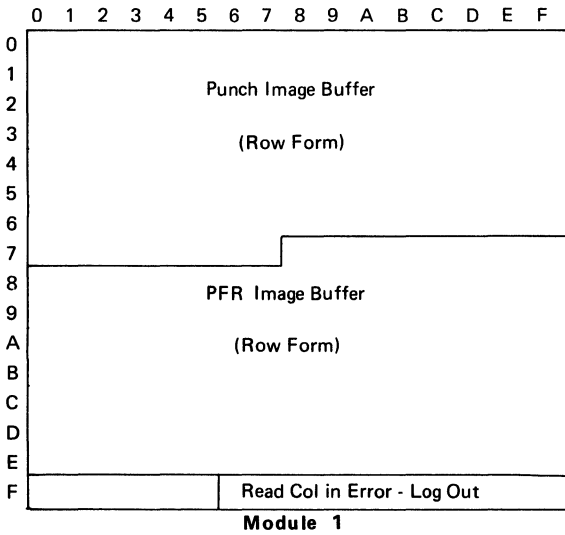 0 1 2 3 4 5 6 7 8 9 A B C D E F
0
1
Punch Image Buffer
2
3
(Row Form)
4
5
6
7
8
PFR Image Buffer
9
A
(Row Form)
B
C
D
E
F
Read Col in Error - Log Out
Module 1